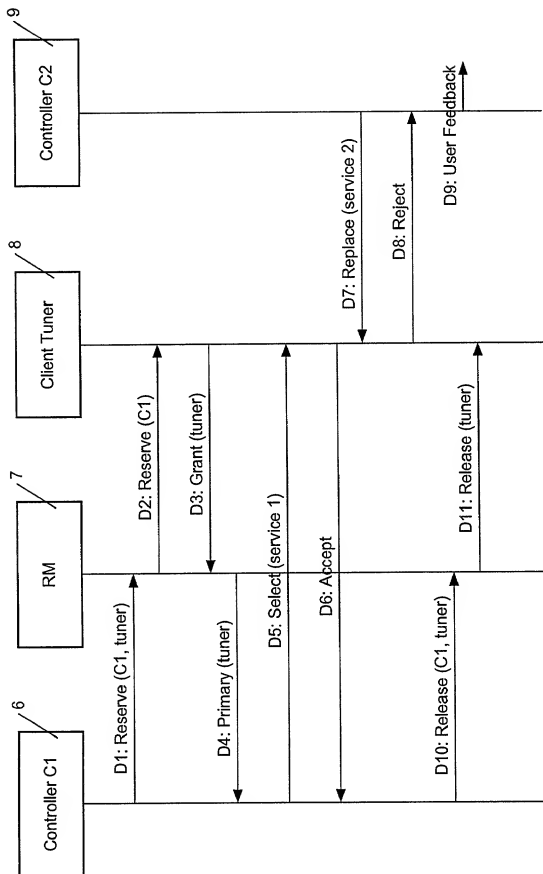 6
Controller C1
7
RM
8
Client Tuner
9
Controller C2
D1: Reserve (C1, tuner)
D2: Reserve (C1)
D3: Grant (tuner)
D4: Primary (tuner)
D5: Select (service 1)
D6: Accept
D7: Replace (service 2)
D8: Reject
D9: User Feedback
D10: Release (C1, tuner)
D11: Release (tuner)